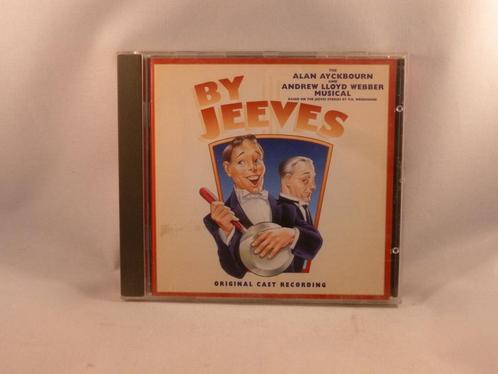 THE
ALAN AYCKBOURN
AND
ANDREW LLOYD WEBBER
MUSICAL
BASED ON THE JEEVES STORIES BY P.G. WODEHOUSE
BY
JEEVES
ORIGINAL CAST RECORDING